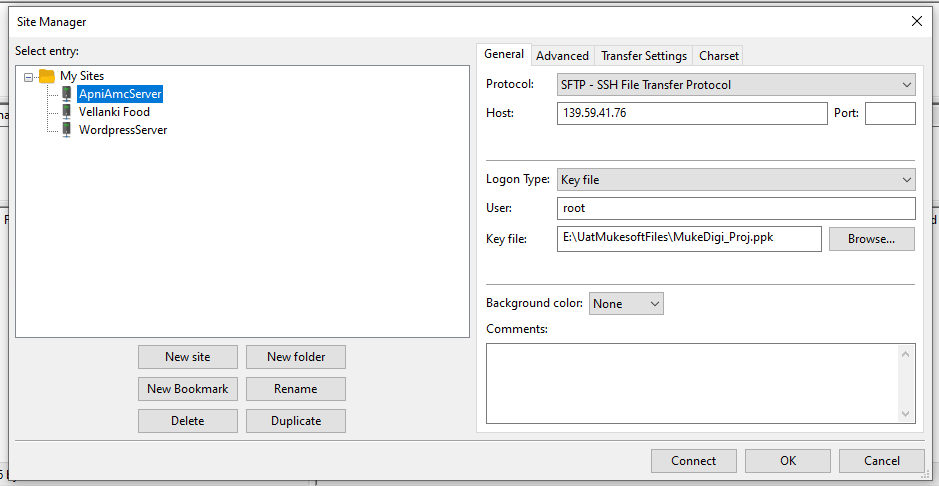 Site Manager
Select entry:
My Sites
ApniAmcServer
Vellanki Food
WordpressServer
New site
New folder
New Bookmark
Rename
Delete
Duplicate
General
Advanced
Transfer Settings
Charset
Protocol:
SFTP - SSH File Transfer Protocol
Host:
139.59.41.76
Port:
Logon Type:
Key file
User:
root
Key file:
E:\UatMukesoftFiles\MukeDigi_Proj.ppk
Browse...
Background color:
None
Comments:
Connect
OK
Cancel